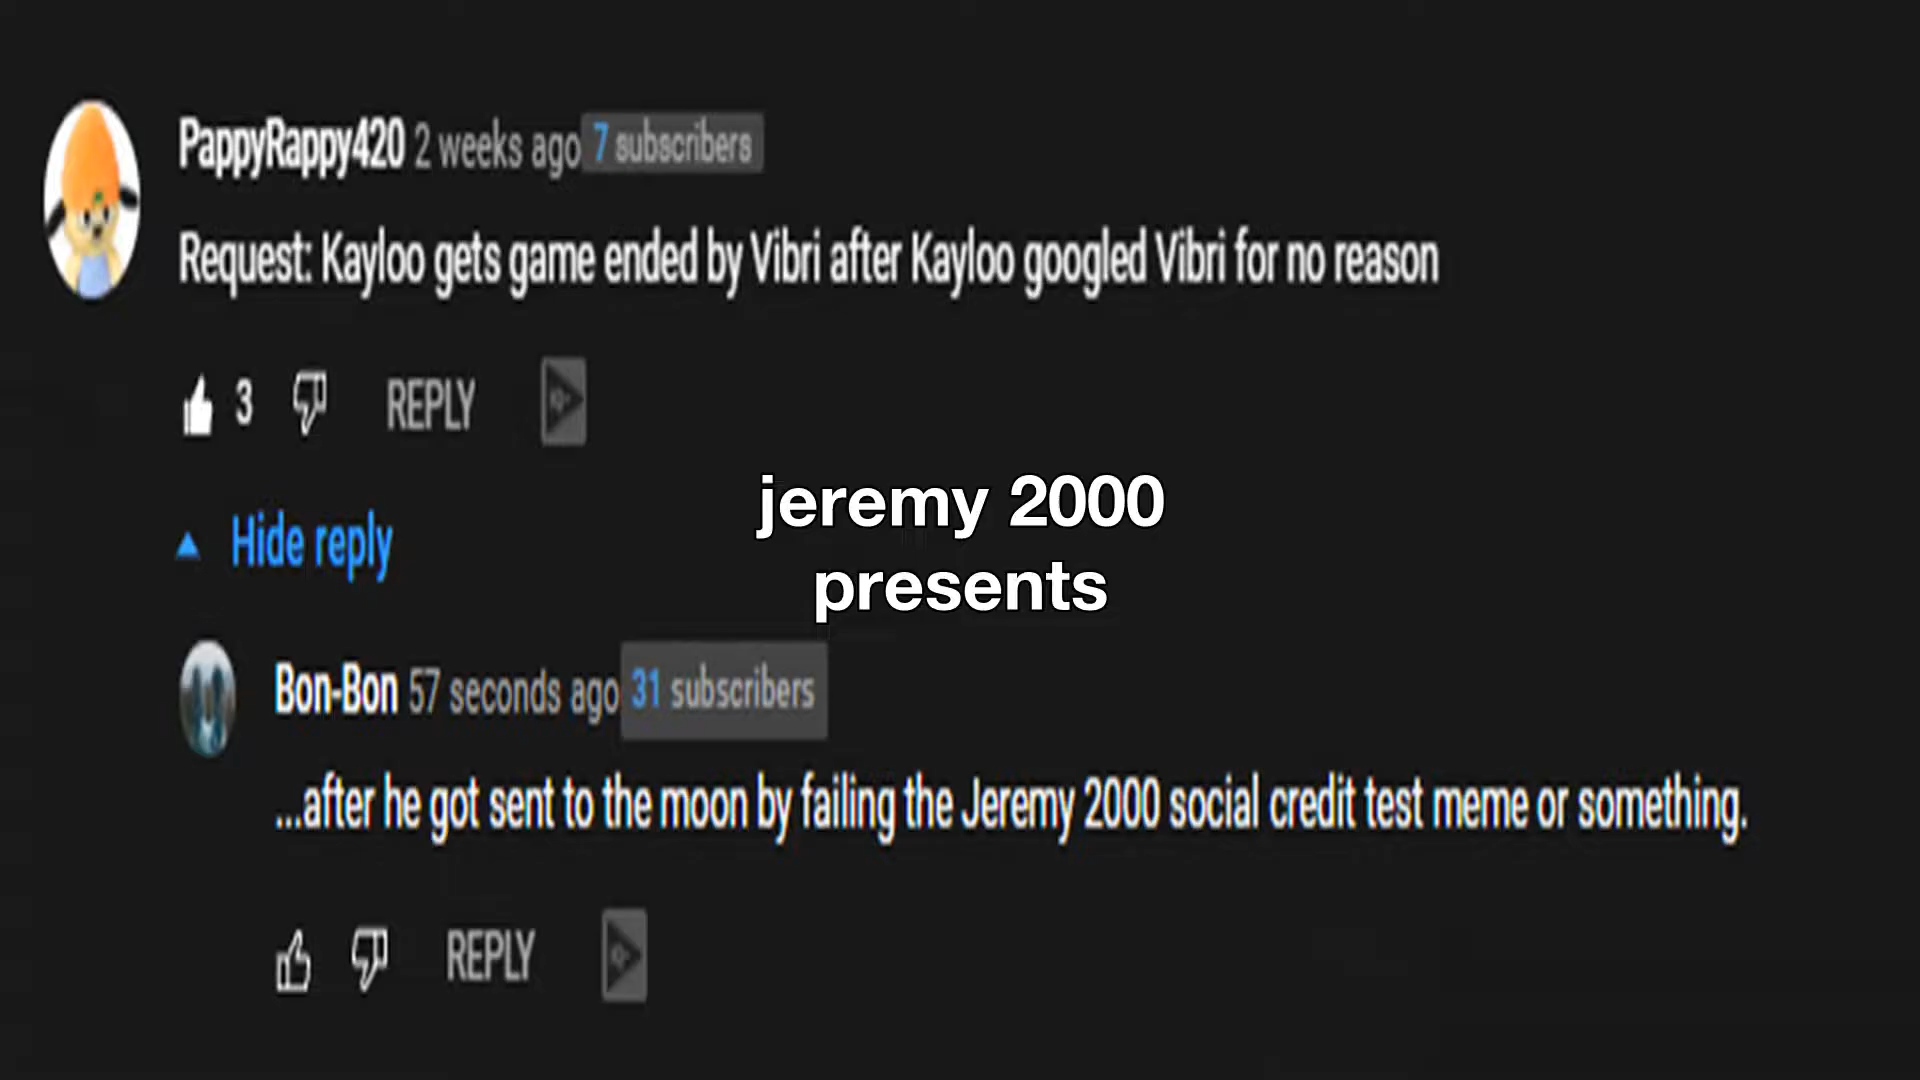 PappyRappy420 2 weeks ago 7 subscribers
Request: Kayloo gets game ended by Vibri after Kayloo googled Vibri for no reason
3 REPLY
jeremy 2000
presents
Hide reply
Bon-Bon 57 seconds ago 31 subscribers
...after he got sent to the moon by failing the Jeremy 2000 social credit test meme or something.
REPLY